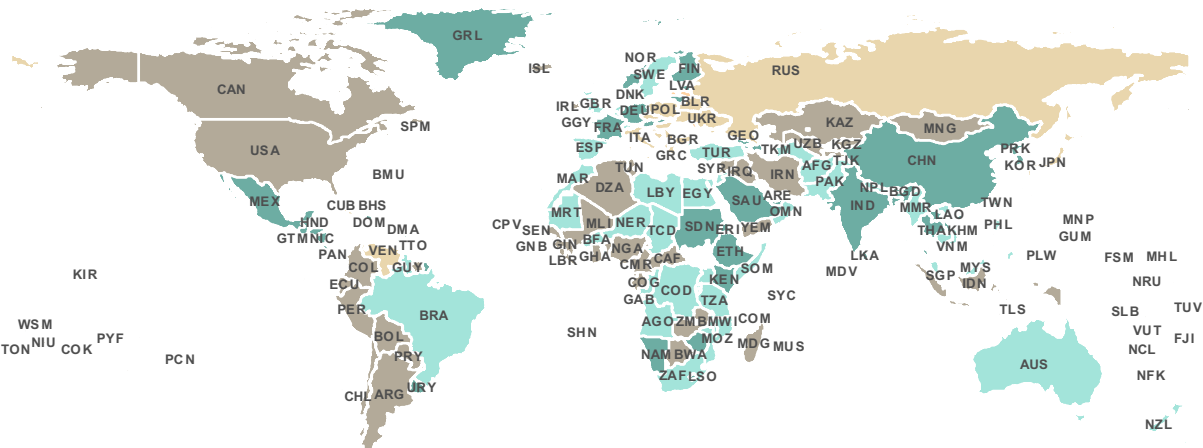 GRL
NOR
ISL
SWE
FIN
RUS
LVA
CAN
DNK
IRL
GBR
DEU
POL
BLR
GGY
UKR
SPM
FRA
ITA
BGR
GEO
KAZ
MNG
USA
ESP
GRC
TUR
TKM
UZB
KGZ
PRK
TUN
SYR
IRQ
IRN
AFG
TJK
CHN
KOR
JPN
BMU
MAR
DZA
LBY
EGY
PAK
NPL
BGD
MEX
CUB
BHS
SAU
ARE
OMN
IND
MMR
LAO
TWN
HND
DOM
DMA
CPV
MRT
MLI
NER
TCD
SDN
ERI
YEM
THA
KHM
PHL
MNP
GTM
NIC
TTO
SEN
GNB
GIN
BFA
NGA
GUM
PAN
VEN
LBR
GHA
CMR
CAF
ETH
LKA
VNM
PLW
FSM
MHL
KIR
COL
GUY
COG
SOM
MDV
SGP
MYS
ECU
GAB
COD
KEN
IDN
NRU
PER
BRA
TZA
SYC
TLS
SLB
TUV
WSM
AGO
ZMB
MWI
COM
TON
NIU
COK
PYF
BOL
SHN
MOZ
MDG
MUS
VUT
FJI
PCN
PRY
NAM
BWA
NCL
AUS
CHL
ARG
URY
ZAF
LSO
NFK
NZL